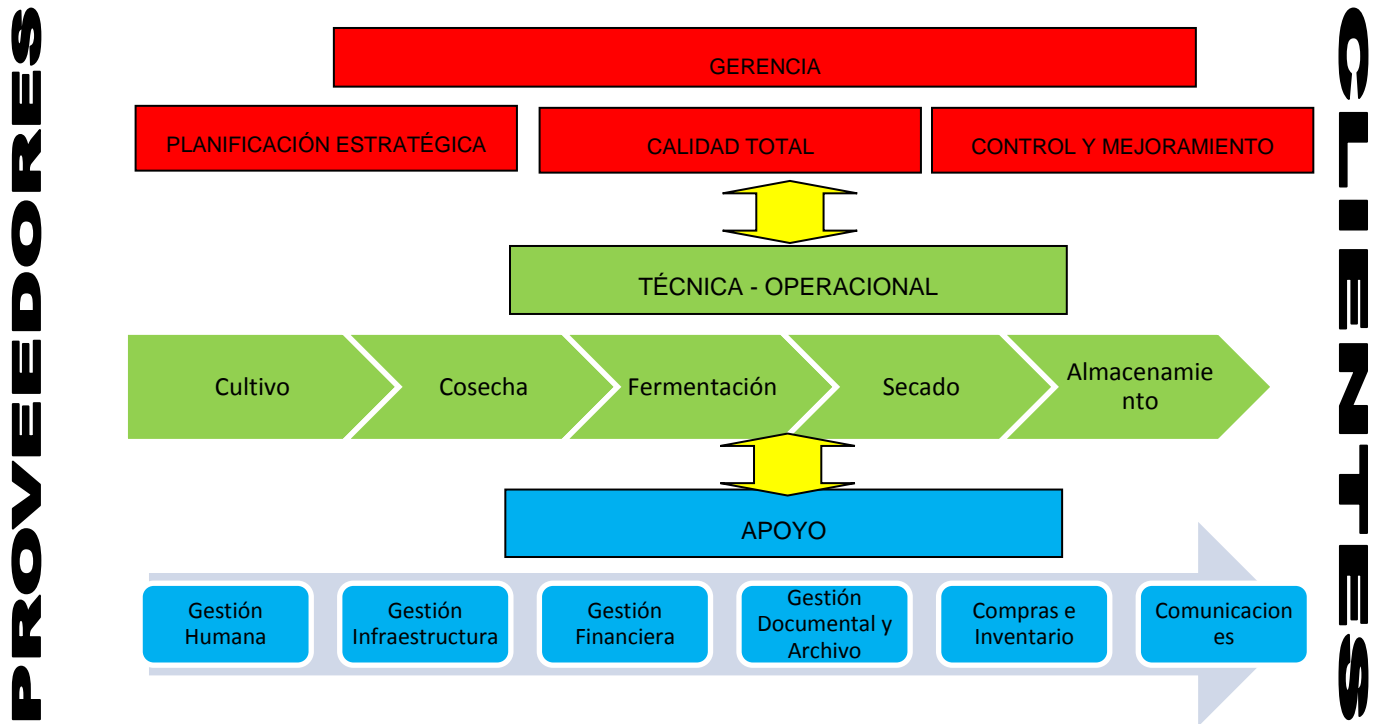 PROVEEDORES
GERENCIA
PLANIFICACIÓN ESTRATÉGICA
CALIDAD TOTAL
CONTROL Y MEJORAMIENTO
TÉCNICA - OPERACIONAL
Cultivo
Cosecha
Fermentación
Secado
Almacenamie
nto
APOYO
Gestión
Humana
Gestión
Infraestructura
Gestión
Financiera
Gestión
Documental y
Archivo
Compras e
Inventario
Comunicacion
es
CLIENTES